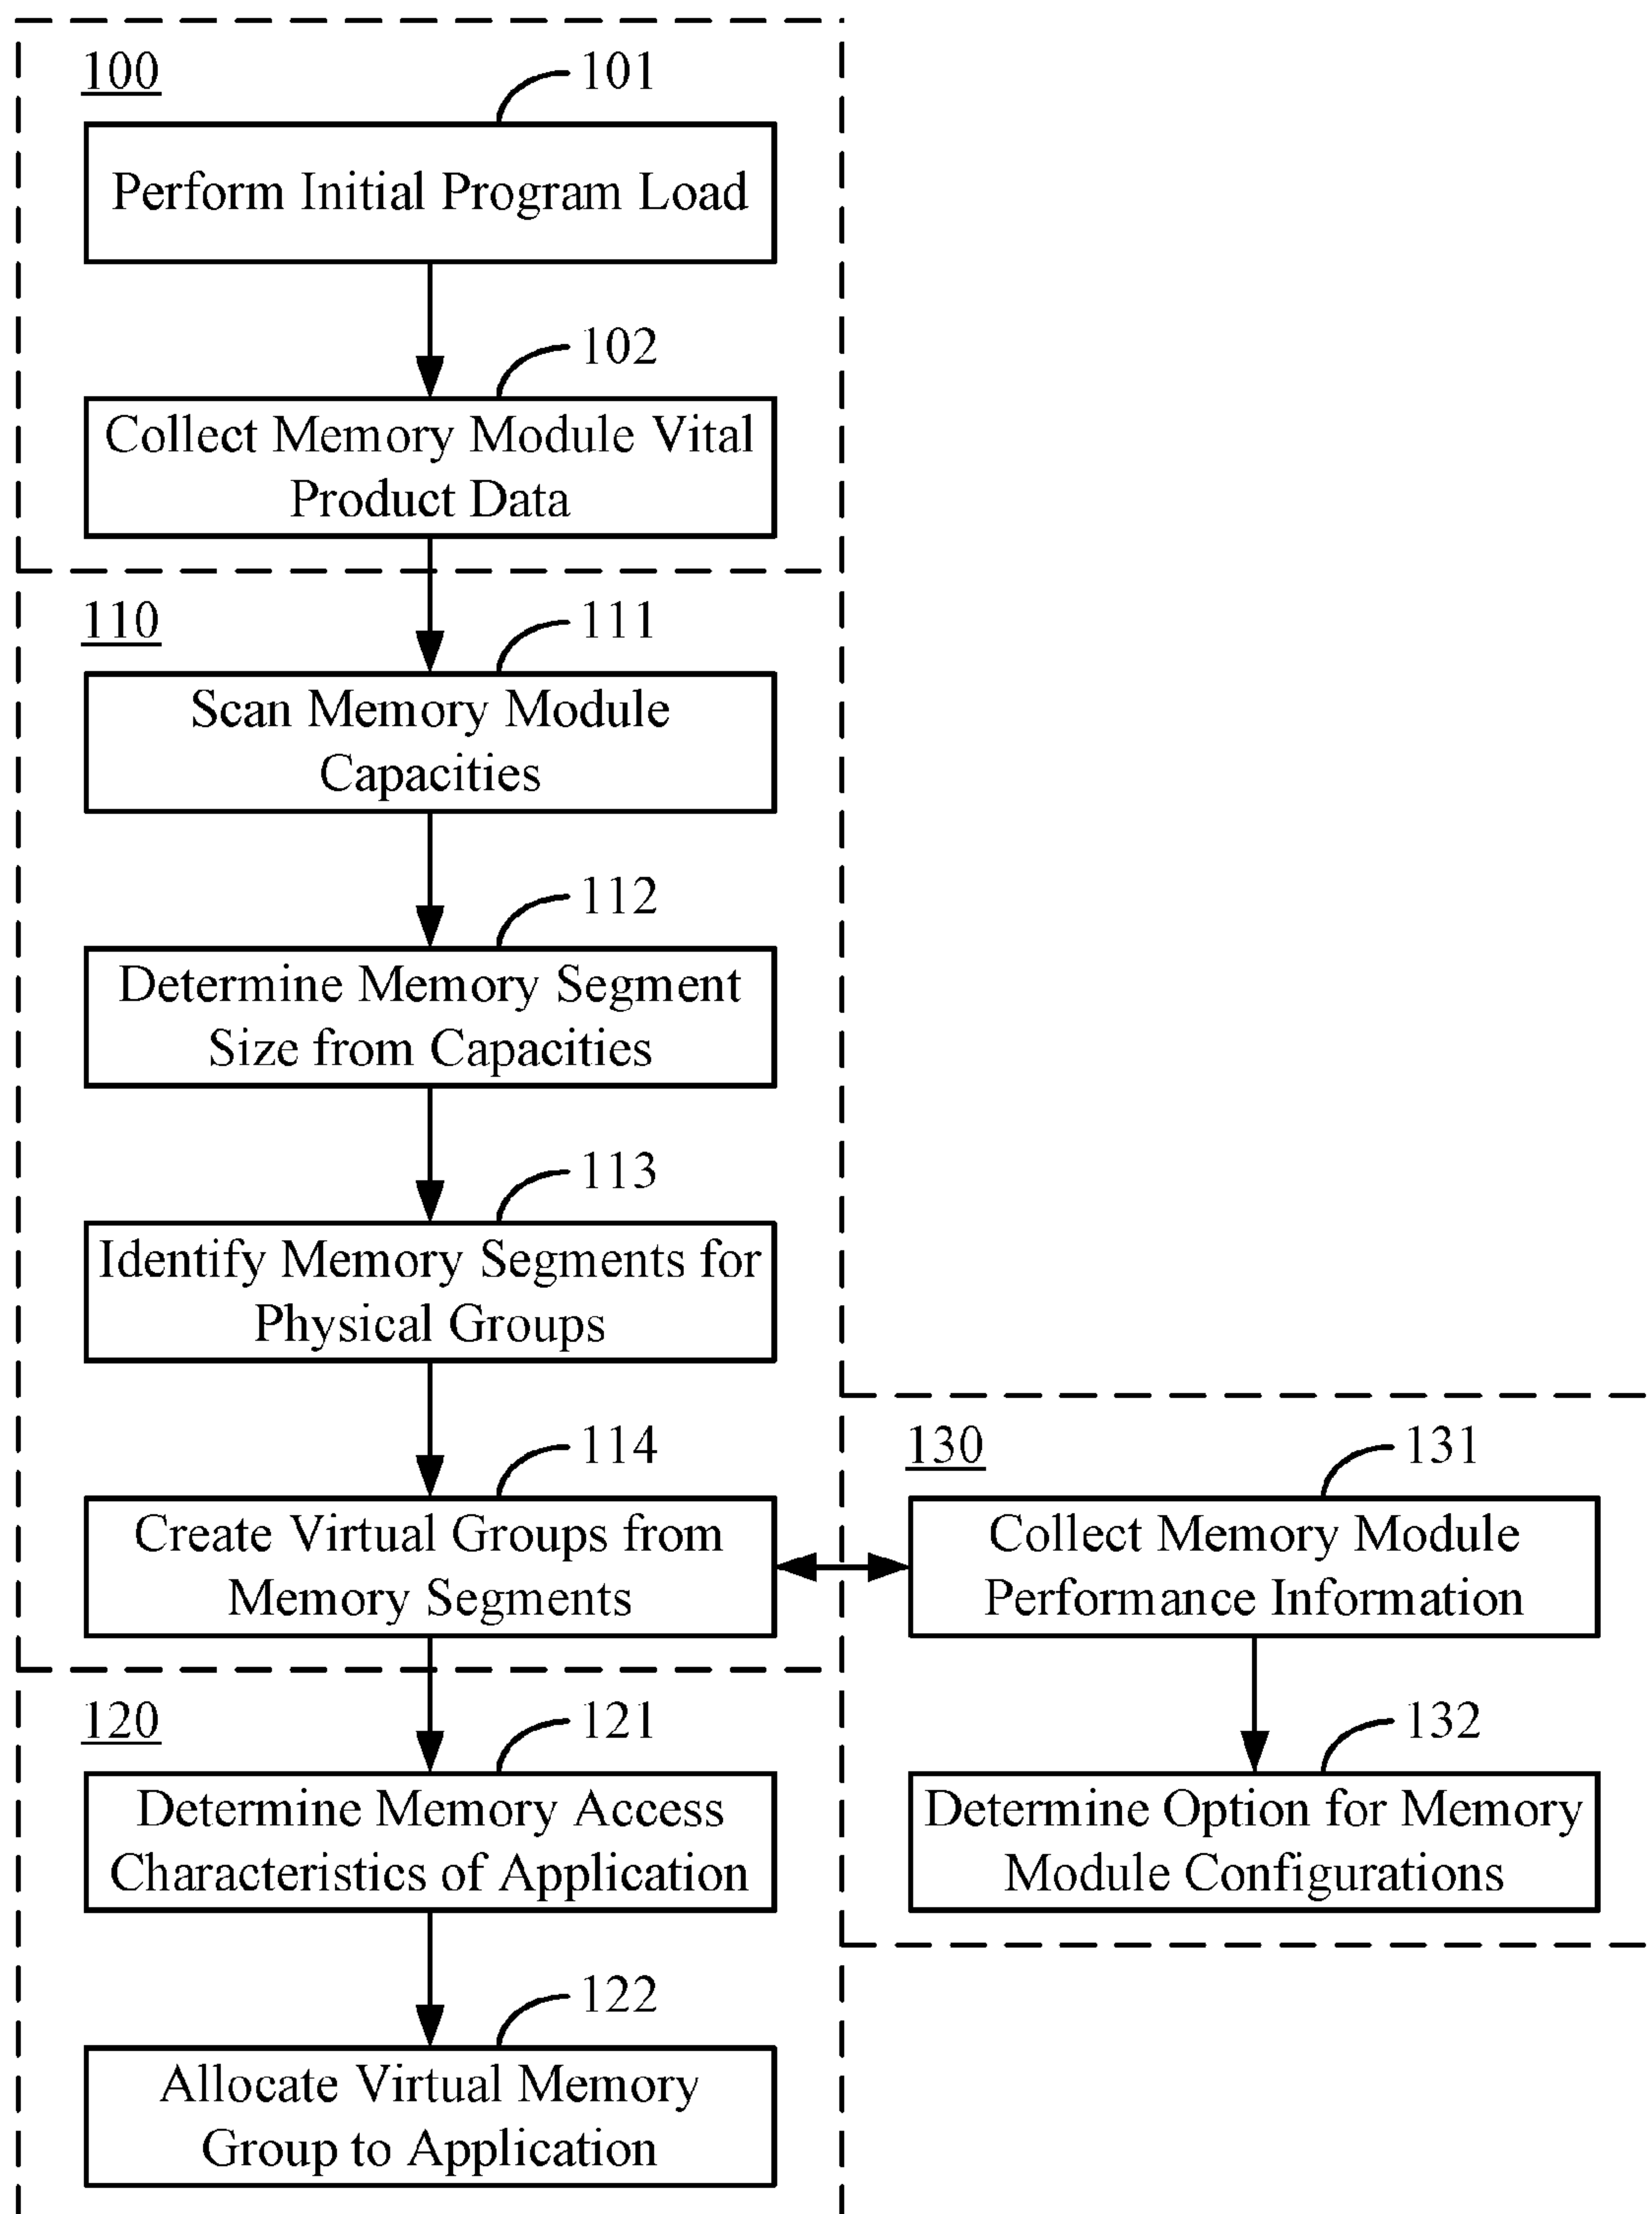 100
101
Perform Initial Program Load
102
Collect Memory Module Vital
Product Data
110
111
Scan Memory Module
Capacities
112
Determine Memory Segment
Size from Capacities
113
Identify Memory Segments for
Physical Groups
114
Create Virtual Groups from
Memory Segments
130
131
Collect Memory Module
Performance Information
120
121
Determine Memory Access
Characteristics of Application
132
Determine Option for Memory
Module Configurations
122
Allocate Virtual Memory
Group to Application